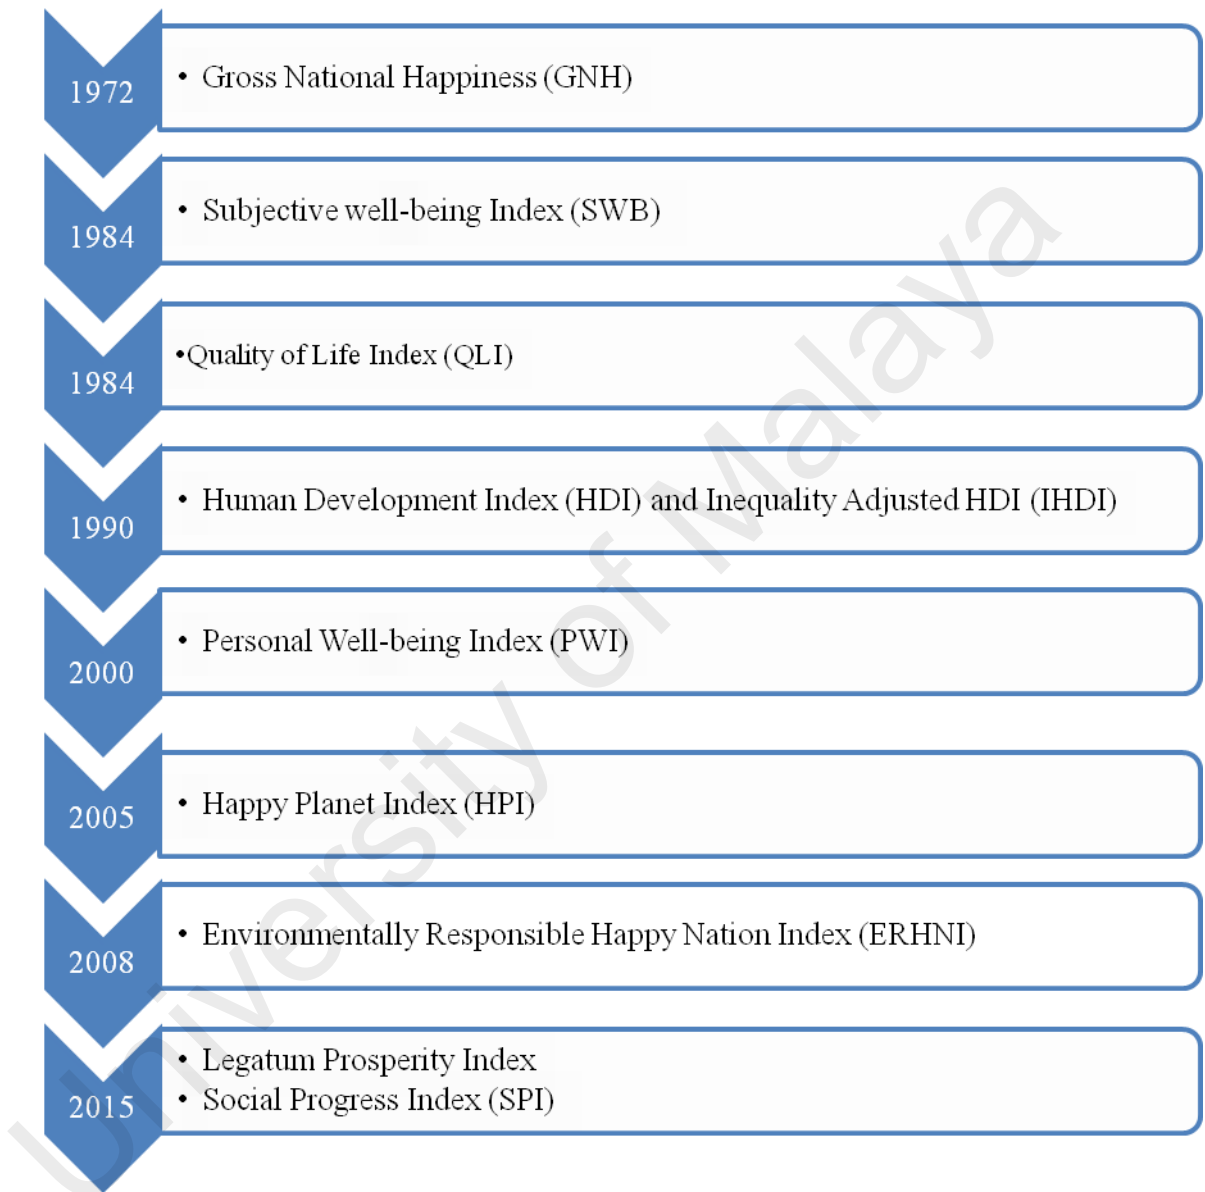 1972
• Gross National Happiness (GNH)
1984
• Subjective well-being Index (SWB)
1984
•Quality of Life Index (QLI)
1990
• Human Development Index (HDI) and Inequality Adjusted HDI (IHDI)
2000
• Personal Well-being Index (PWI)
2005
• Happy Planet Index (HPI)
2008
• Environmentally Responsible Happy Nation Index (ERHNI)
2015
• Legatum Prosperity Index
• Social Progress Index (SPI)
University of Malaya